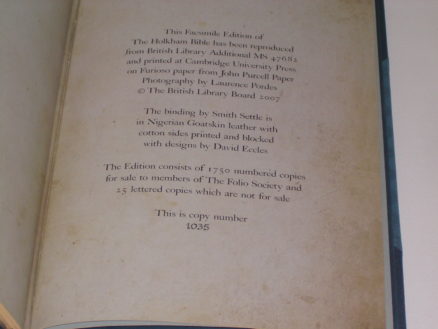 This Facsimile Edition of
The Holkham Bible has been reproduced
from British Library Additional MS 47682
and printed at Cambridge University Press
on Furioso paper from John Purcell Paper
Photography by Laurence Pordes
© The British Library Board 2007
The binding by Smith Settle is
in Nigerian Goatskin leather with
cotton sides printed and blocked
with designs by David Eccles
The Edition consists of 1750 numbered copies
for sale to members of The Folio Society and
25 lettered copies which are not for sale
This is copy number
1035